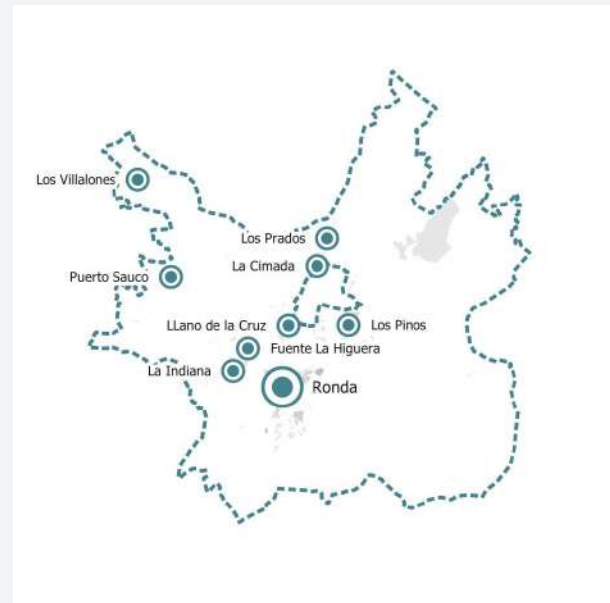 Los Villalones
Los Prados
La Cimada
Puerto Sauco
LLano de la Cruz
Los Pinos
Fuente La Higuera
La Indiana
Ronda